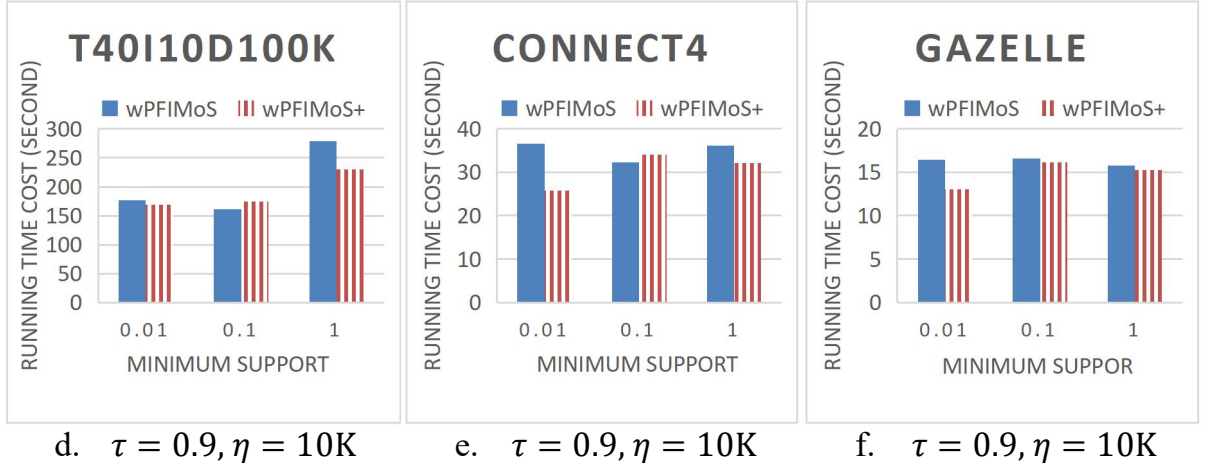 T40I10D100K
RUNNING TIME COST (SECOND)
wPFIMoS wPFIMoS+
300
250
200
150
100
50
0
0.01 0.1 1
MINIMUM SUPPORT
d. τ = 0.9, η = 10K
CONNECT4
RUNNING TIME COST (SECOND)
wPFIMoS wPFIMoS+
40
30
20
10
0
0.01 0.1 1
MINIMUM SUPPORT
e. τ = 0.9, η = 10K
GAZELLE
RUNNING TIME COST (SECOND)
wPFIMoS wPFIMoS+
20
15
10
5
0
0.01 0.1 1
MINIMUM SUPPOR
f. τ = 0.9, η = 10K